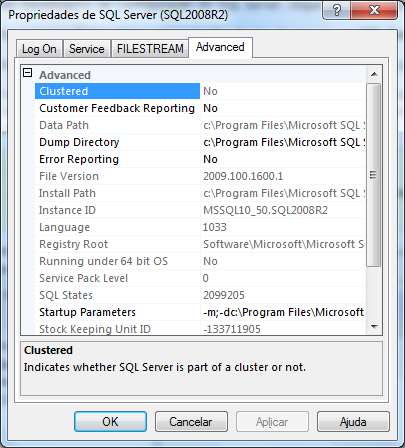 Propriedades de SQL Server (SQL2008R2)
Log On Service FILESTREAM Advanced
Advanced
Clustered No
Customer Feedback Reporting No
Data Path c:\Program Files\Microsoft SQL S
Dump Directory c:\Program Files\Microsoft SQL S
Error Reporting No
File Version 2009.100.1600.1
Install Path c:\Program Files\Microsoft SQL S
Instance ID MSSQL10_50.SQL2008R2
Language 1033
Registry Root Software\Microsoft\Microsoft SC
Running under 64 bit OS No
Service Pack Level 0
SQL States 2099205
Startup Parameters -m;-dc:\Program Files\Microsoft
Stock Keeping Unit ID -133711905
Clustered
Indicates whether SQL Server is part of a cluster or not.
OK Cancelar Aplicar Ajuda